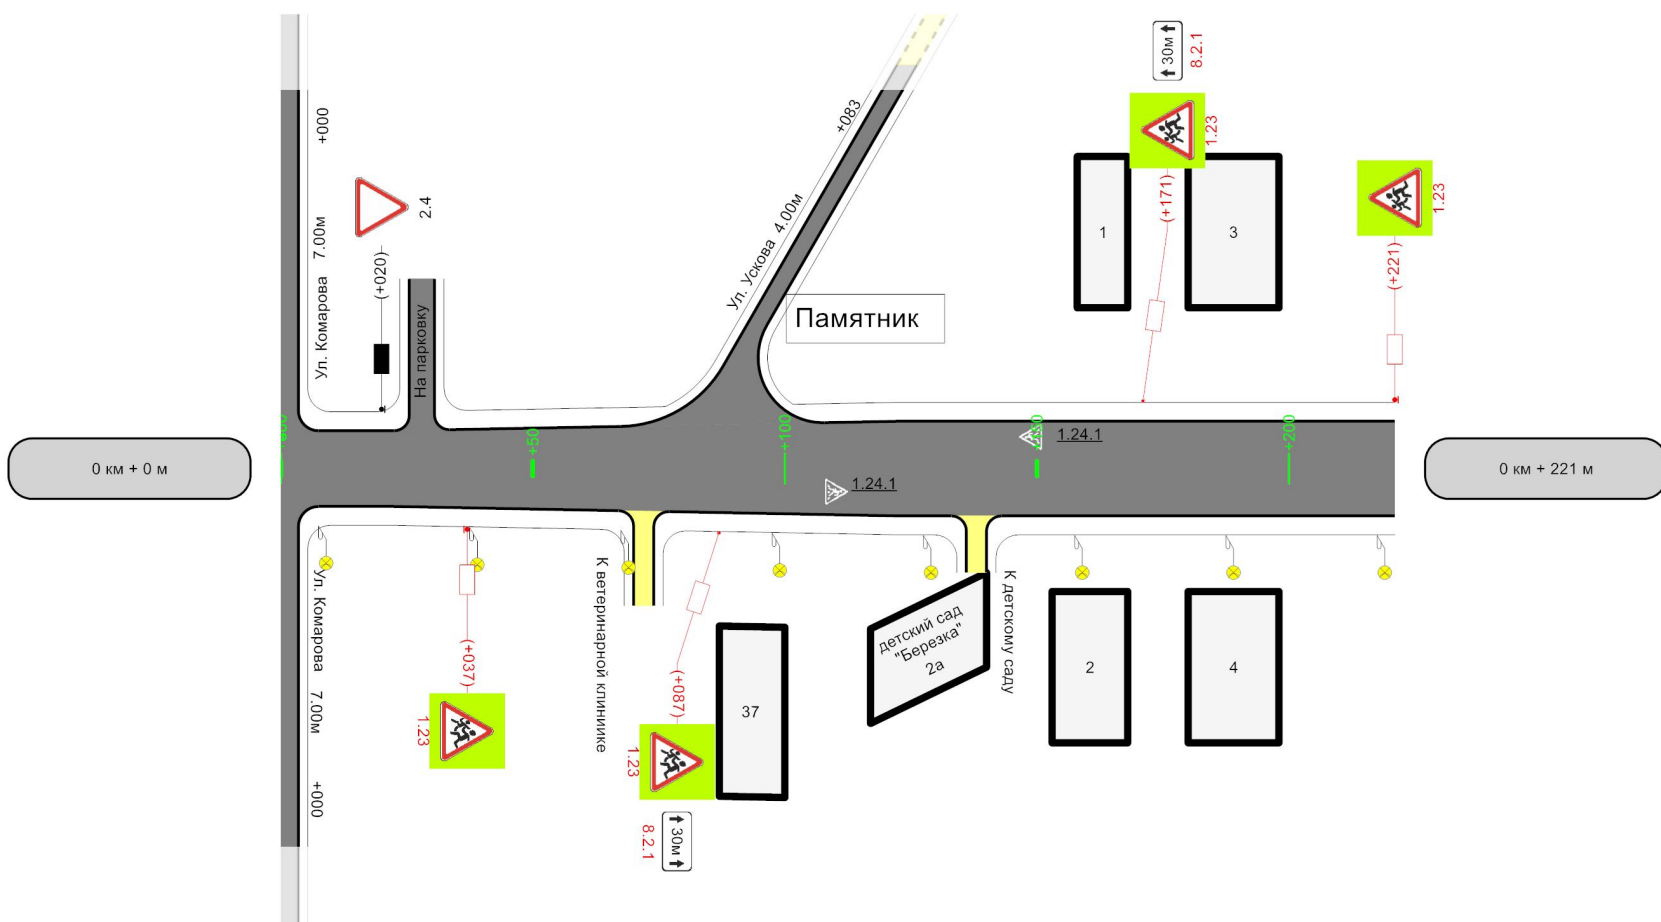 +000
Ул. Комарова 7.00м
2.4
(+020)
На парковку
+083
Ул. Ускова 4.00м
Памятник
30м
8.2.1
1.23
(+171)
1
3
1.23
(+221)
0 км + 0 м
+50
+100
+200
1.24.1
1.24.1
0 км + 221 м
Ул. Комарова 7.00м
+000
(+037)
1.23
К ветеринарной клиниике
(+087)
1.23
30м
8.2.1
37
детский сад
"Березка"
2а
К детскому саду
2
4